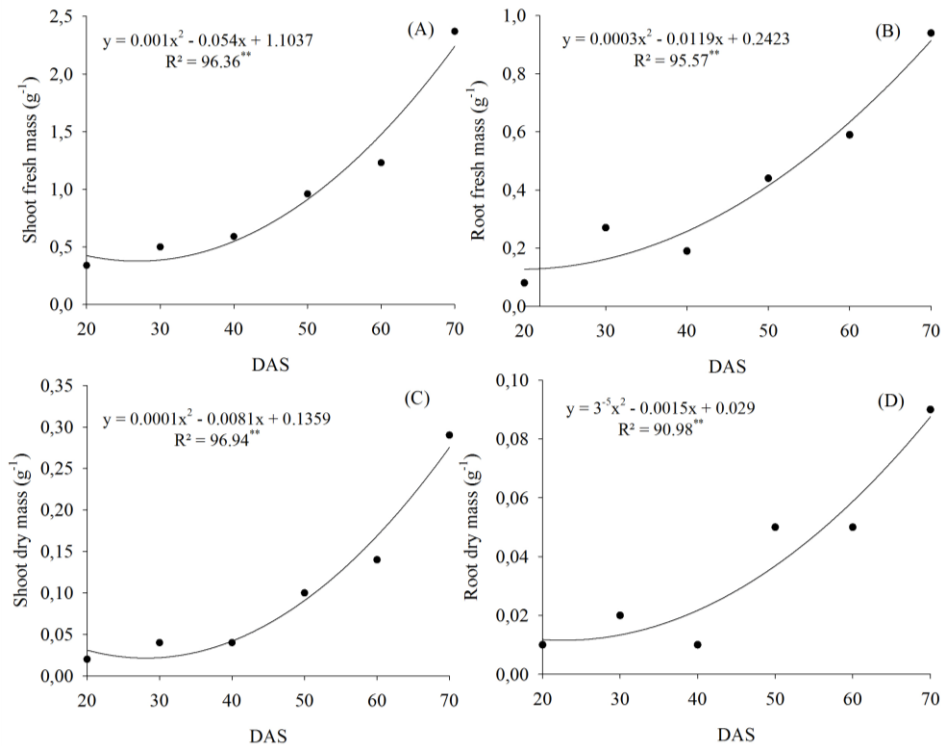 (A)
y = 0.001x² - 0.054x + 1.1037
R² = 96.36**
Shoot fresh mass (g⁻¹)
2,5
2,0
1,5
1,0
0,5
0,0
20 30 40 50 60 70
DAS
(B)
y = 0.0003x² - 0.0119x + 0.2423
R² = 95.57**
Root fresh mass (g⁻¹)
1,0
0,8
0,6
0,4
0,2
0,0
20 30 40 50 60 70
DAS
(C)
y = 0.0001x² - 0.0081x + 0.1359
R² = 96.94**
Shoot dry mass (g⁻¹)
0,35
0,30
0,25
0,20
0,15
0,10
0,05
0,00
20 30 40 50 60 70
DAS
(D)
y = 3⁻⁵x² - 0.0015x + 0.029
R² = 90.98**
Root dry mass (g⁻¹)
0,10
0,08
0,06
0,04
0,02
0,00
20 30 40 50 60 70
DAS